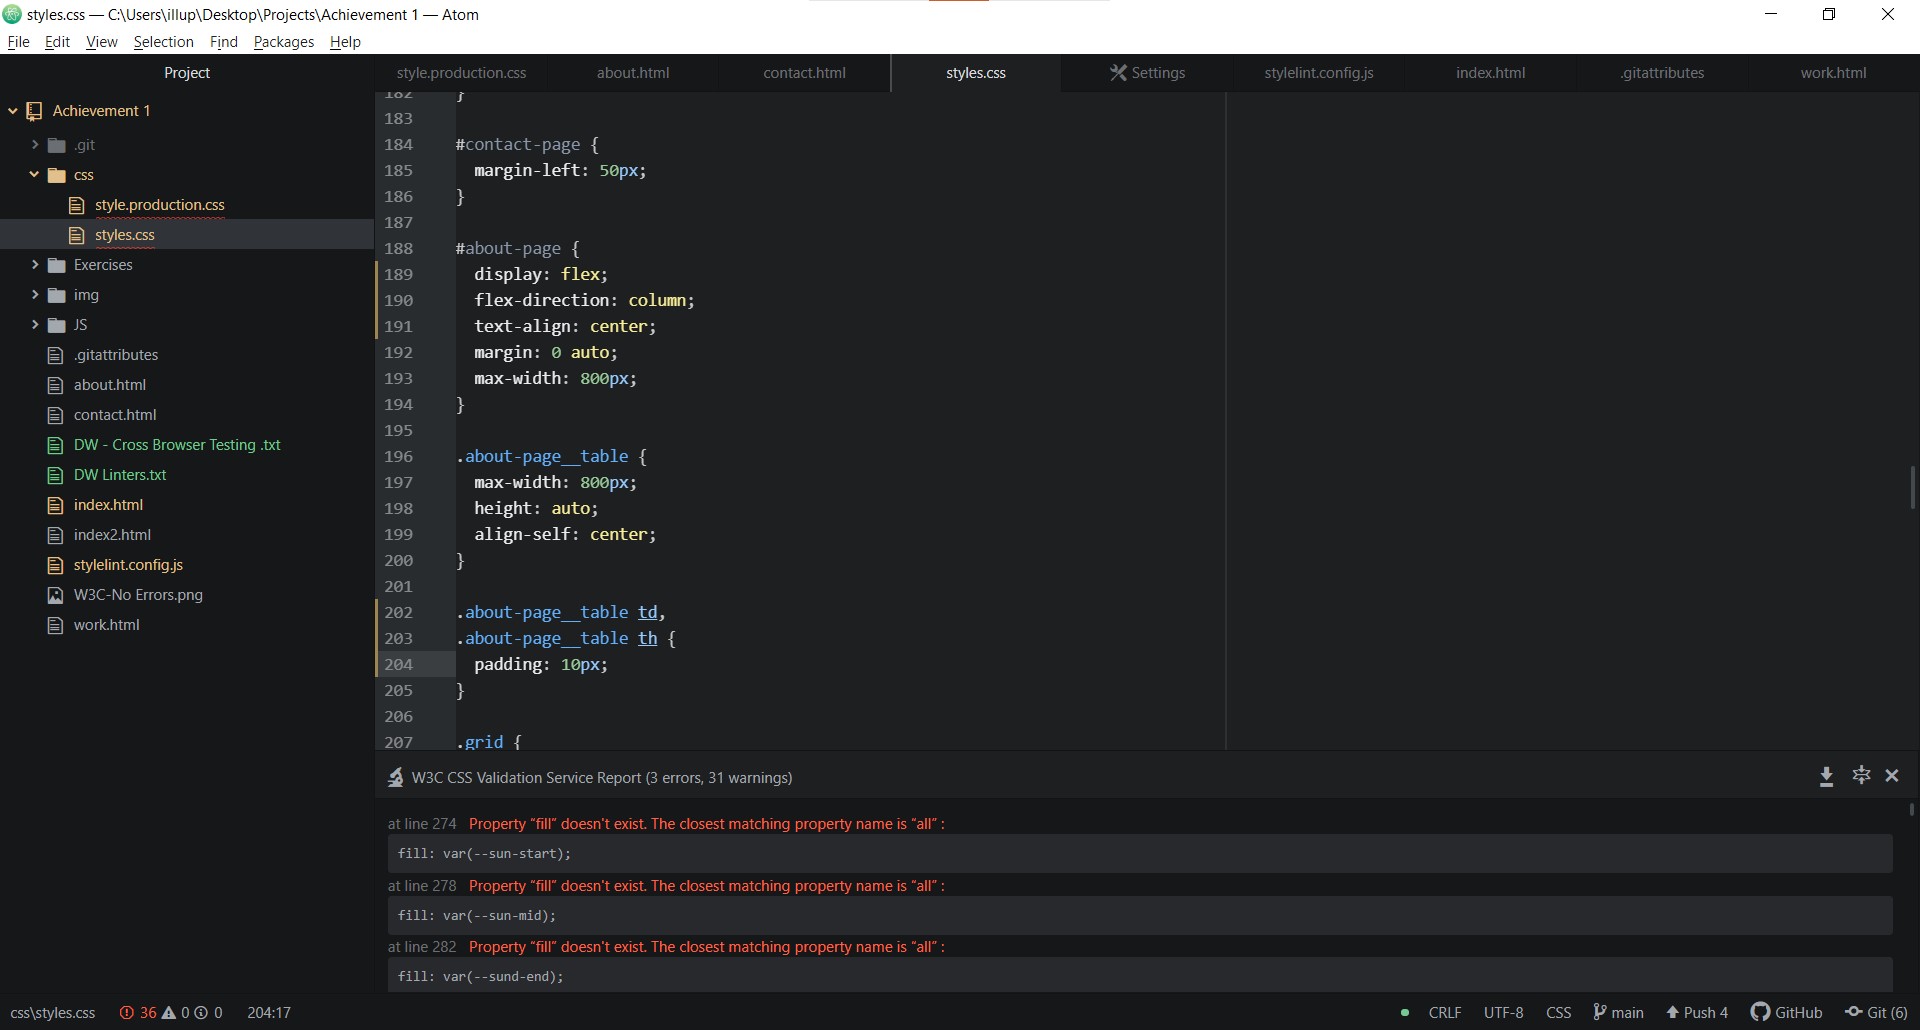 styles.css — C:\Users\illup\Desktop\Projects\Achievement 1 — Atom
File Edit View Selection Find Packages Help
Project
style.production.css about.html contact.html styles.css Settings stylelint.config.js index.html .gitattributes work.html
Achievement 1
.git
css
style.production.css
styles.css
Exercises
img
JS
.gitattributes
about.html
contact.html
DW - Cross Browser Testing .txt
DW Linters.txt
index.html
index2.html
stylelint.config.js
W3C-No Errors.png
work.html
182 }
183
184 #contact-page {
185 margin-left: 50px;
186 }
187
188 #about-page {
189 display: flex;
190 flex-direction: column;
191 text-align: center;
192 margin: 0 auto;
193 max-width: 800px;
194 }
195
196 .about-page__table {
197 max-width: 800px;
198 height: auto;
199 align-self: center;
200 }
201
202 .about-page__table td,
203 .about-page__table th {
204 padding: 10px;
205 }
206
207 .grid {
W3C CSS Validation Service Report (3 errors, 31 warnings)
at line 274 Property “fill” doesn't exist. The closest matching property name is “all” :
fill: var(--sun-start);
at line 278 Property “fill” doesn't exist. The closest matching property name is “all” :
fill: var(--sun-mid);
at line 282 Property “fill” doesn't exist. The closest matching property name is “all” :
fill: var(--sund-end);
css\styles.css 36 0 0 204:17 CRLF UTF-8 CSS main Push 4 GitHub Git (6)